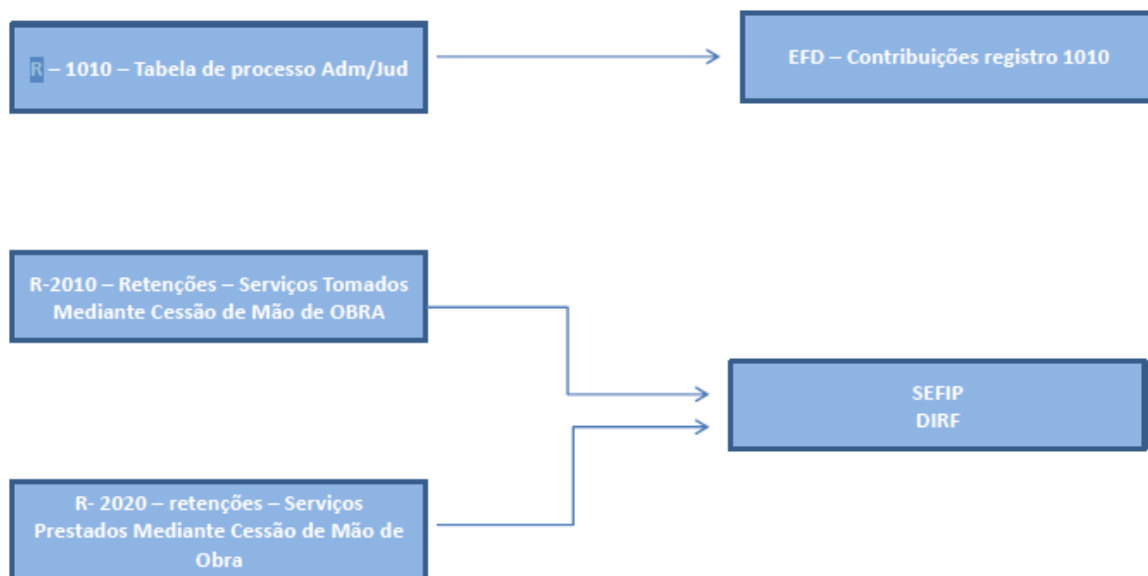 R – 1010 – Tabela de processo Adm/Jud
EFD – Contribuições registro 1010
R-2010 – Retenções – Serviços Tomados
Mediante Cessão de Mão de OBRA
SEFIP
DIRF
R- 2020 – retenções – Serviços
Prestados Mediante Cessão de Mão de
Obra